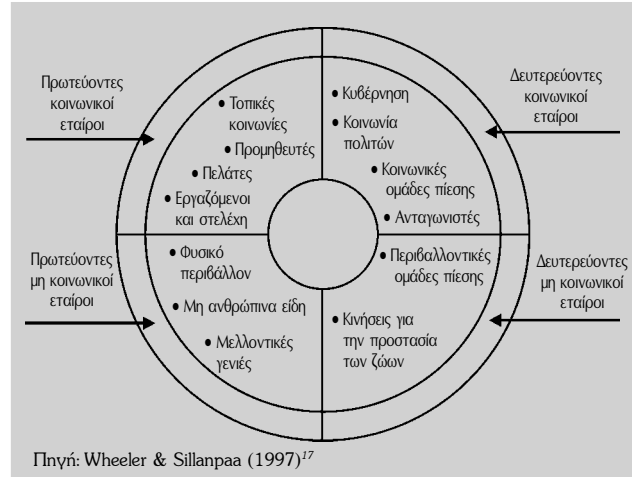 Πρωτεύοντες
κοινωνικοί
εταίροι
• Τοπικές
κοινωνίες
• Προμηθευτές
• Πελάτες
• Εργαζόμενοι
και στελέχη
• Κυβέρνηση
• Κοινωνία
πολιτών
• Κοινωνικές
ομάδες πίεσης
• Ανταγωνιστές
Δευτερεύοντες
κοινωνικοί
εταίροι
Πρωτεύοντες
μη κοινωνικοί
εταίροι
• Φυσικό
περιβάλλον
• Μη ανθρώπινα είδη
• Μελλοντικές
γενιές
• Περιβαλλοντικές
ομάδες πίεσης
• Κινήσεις για
την προστασία
των ζώων
Δευτερεύοντες
μη κοινωνικοί
εταίροι
Πηγή: Wheeler & Sillanpaa (1997)17